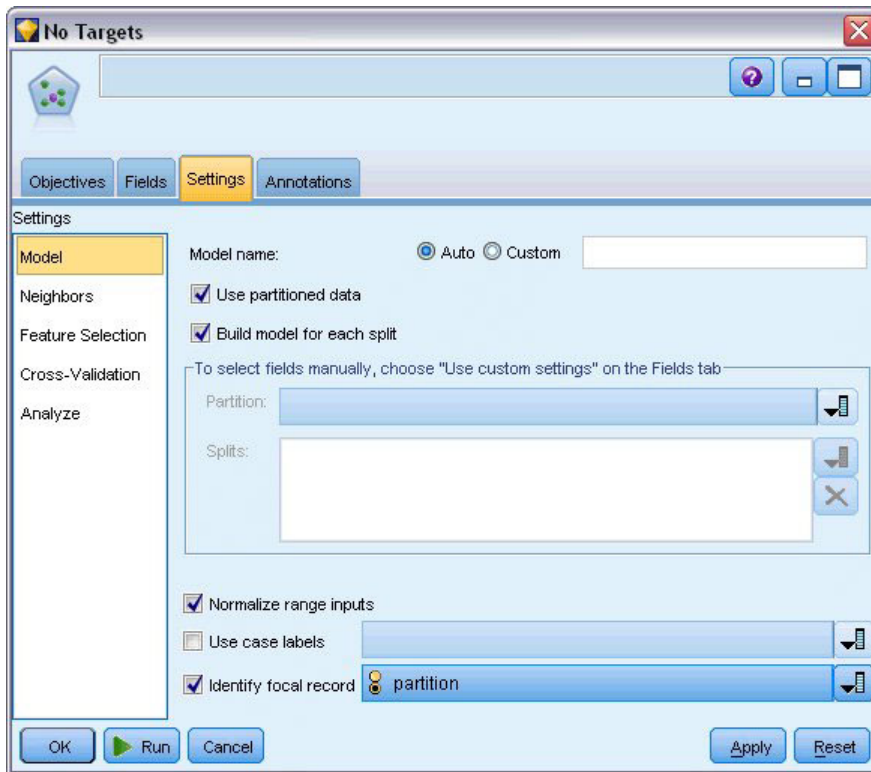 No Targets
Objectives Fields Settings Annotations
Settings
Model
Neighbors
Feature Selection
Cross-Validation
Analyze
Model name: Auto Custom
Use partitioned data
Build model for each split
To select fields manually, choose "Use custom settings" on the Fields tab
Partition:
Splits:
Normalize range inputs
Use case labels
Identify focal record partition
OK Run Cancel Apply Reset